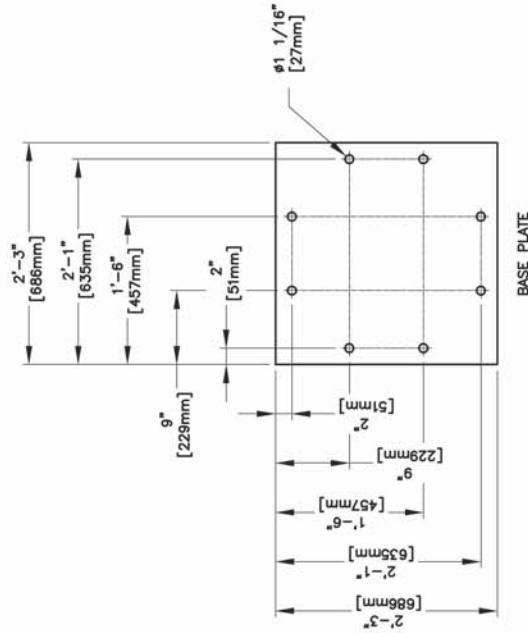 2'-3"
[686mm]
2'-1"
[635mm]
1'-6"
[457mm]
2"
[51mm]
9"
[229mm]
ø1 1/16"
[27mm]
2"
[51mm]
9"
[229mm]
1'-6"
[457mm]
2'-1"
[635mm]
2'-3"
[686mm]
BASE PLATE